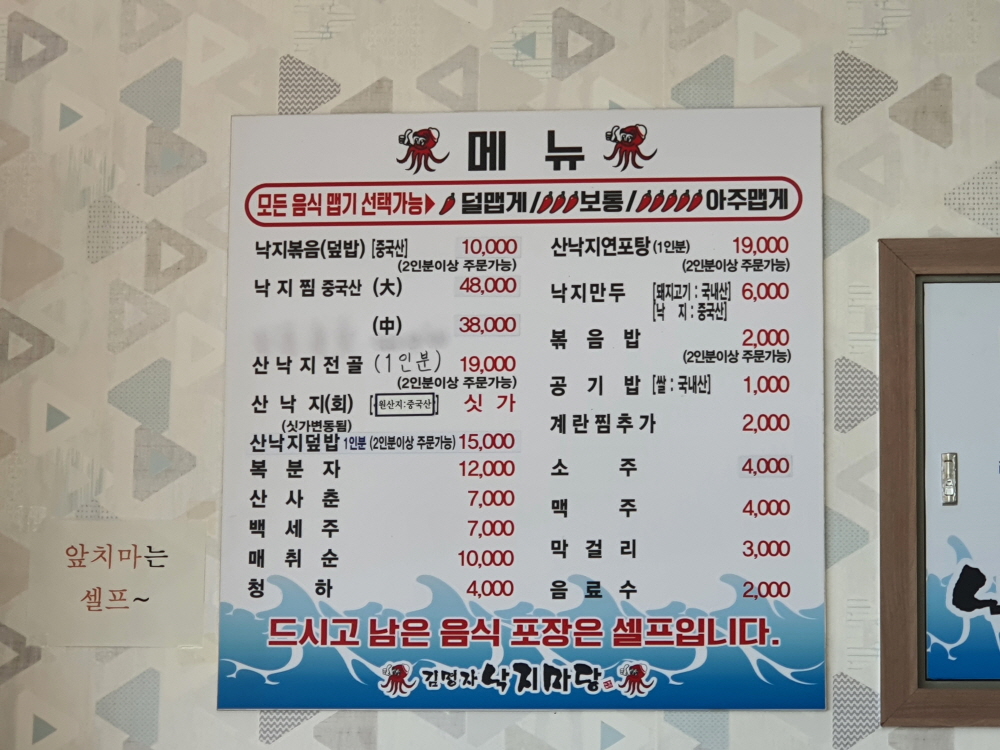 메 뉴
모든 음식 맵기 선택가능▶ 덜맵게/보통/아주맵게
낙지볶음(덮밥) [중국산] 10,000
(2인분이상 주문가능)
낙 지 찜 중국산 (大) 48,000
(中) 38,000
산 낙 지 전 골 (1인분) 19,000
(2인분이상 주문가능)
산 낙 지(회) [원산지:중국산] 싯 가
(싯가변동됨)
산낙지덮밥 1인분 (2인분이상 주문가능) 15,000
복 분 자 12,000
산 사 춘 7,000
백 세 주 7,000
매 취 순 10,000
청 하 4,000
산낙지연포탕 (1인분) 19,000
(2인분이상 주문가능)
낙지만두 [돼지고기 : 국내산] 6,000
[낙 지 : 중국산]
볶 음 밥 2,000
(2인분이상 주문가능)
공 기 밥 [쌀 : 국내산] 1,000
계란찜추가 2,000
소 주 4,000
맥 주 4,000
막 걸 리 3,000
음 료 수 2,000
드시고 남은 음식 포장은 셀프입니다.
김명자 낙지마당
앞치마는
셀프~